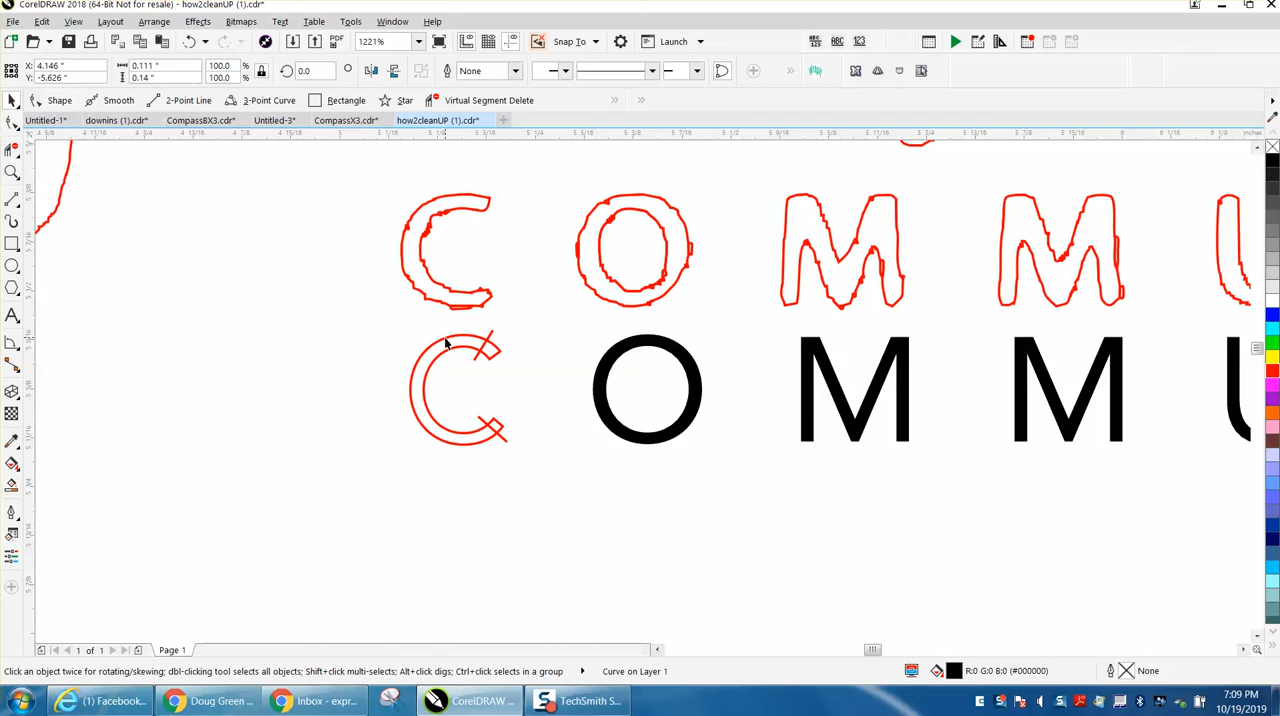 CorelDRAW 2018 (64-Bit Not for resale) - how2cleanUP (1).cdr*
File Edit View Layout Arrange Effects Bitmaps Text Table Tools Window Help
PDF 1221% Snap To Launch ABC ABC 123
X: 4.146 " 0.111 " 100.0 % 0.0 None
Y: -5.626 " 0.14 " 100.0 %
Shape Smooth 2-Point Line 3-Point Curve Rectangle Star Virtual Segment Delete
Untitled-1* downins (1).cdr* CompassBX3.cdr* Untitled-3* CompassX3.cdr* how2cleanUP (1).cdr*
inches
C O M M U
C O M M U
1 of 1 Page 1
Click an object twice for rotating/skewing; dbl-clicking tool selects all objects; Shift+click multi-selects; Alt+click digs; Ctrl+click selects in a group Curve on Layer 1 R:0 G:0 B:0 (#000000) None
(1) Facebook... Doug Green ... Inbox - expr... CorelDRAW ... TechSmith S...
7:09 PM
10/19/2019